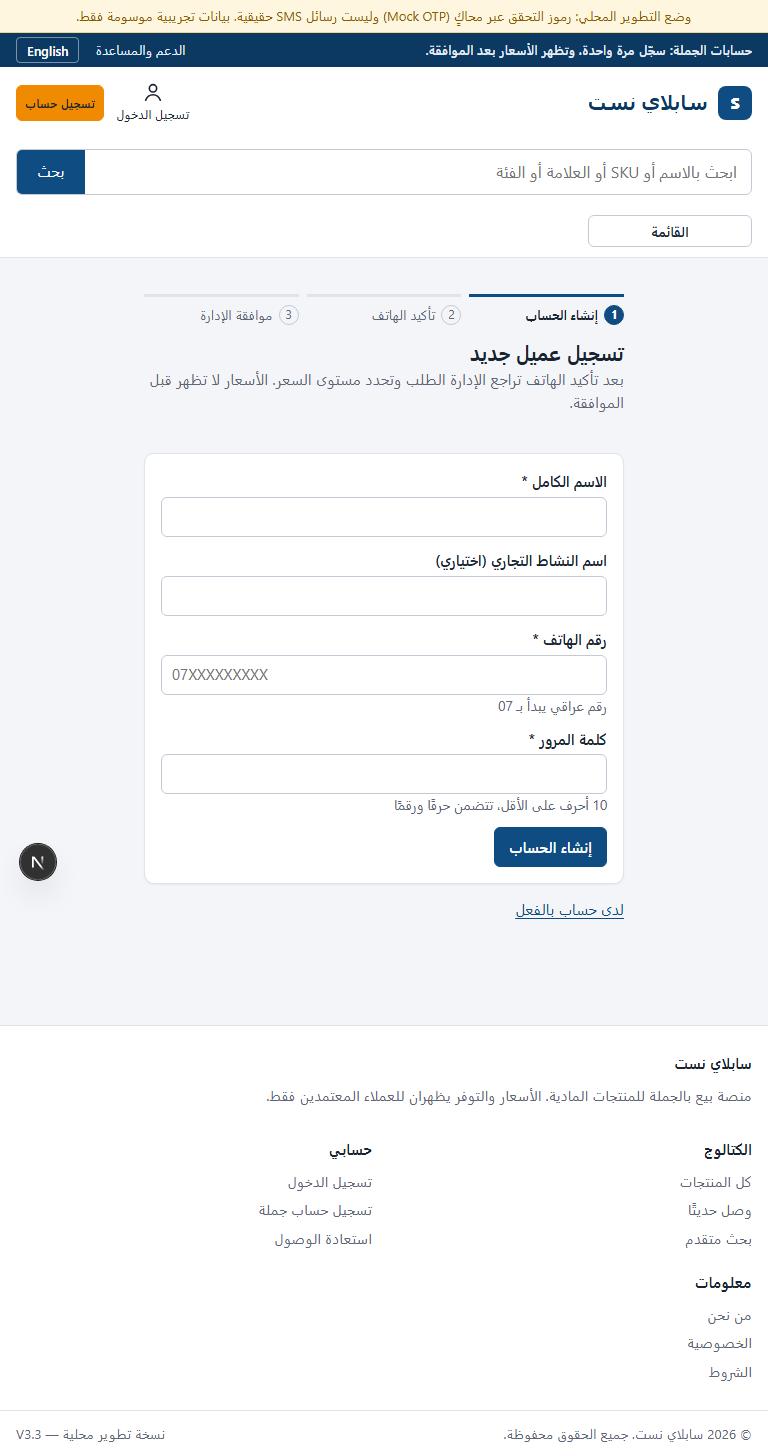 وضع التطوير المحلي: رموز التحقق عبر محاكٍ (Mock OTP) وليست رسائل SMS حقيقية. بيانات تجريبية موسومة فقط.
حسابات الجملة: سجّل مرة واحدة، وتظهر الأسعار بعد الموافقة.
الدعم والمساعدة
English
S
سابلاي نست
تسجيل الدخول
تسجيل حساب
ابحث بالاسم أو SKU أو العلامة أو الفئة
بحث
القائمة
1 إنشاء الحساب
2 تأكيد الهاتف
3 موافقة الإدارة
تسجيل عميل جديد
بعد تأكيد الهاتف تراجع الإدارة الطلب وتحدد مستوى السعر. الأسعار لا تظهر قبل
الموافقة.
الاسم الكامل *
اسم النشاط التجاري (اختياري)
رقم الهاتف *
07XXXXXXXXX
رقم عراقي يبدأ بـ 07
كلمة المرور *
10 أحرف على الأقل، تتضمن حرفًا ورقمًا
إنشاء الحساب
N
لدي حساب بالفعل
سابلاي نست
منصة بيع بالجملة للمنتجات المادية. الأسعار والتوفر يظهران للعملاء المعتمدين فقط.
الكتالوج
كل المنتجات
وصل حديثًا
بحث متقدم
حسابي
تسجيل الدخول
تسجيل حساب جملة
استعادة الوصول
معلومات
من نحن
الخصوصية
الشروط
© 2026 سابلاي نست. جميع الحقوق محفوظة.
نسخة تطوير محلية — V3.3